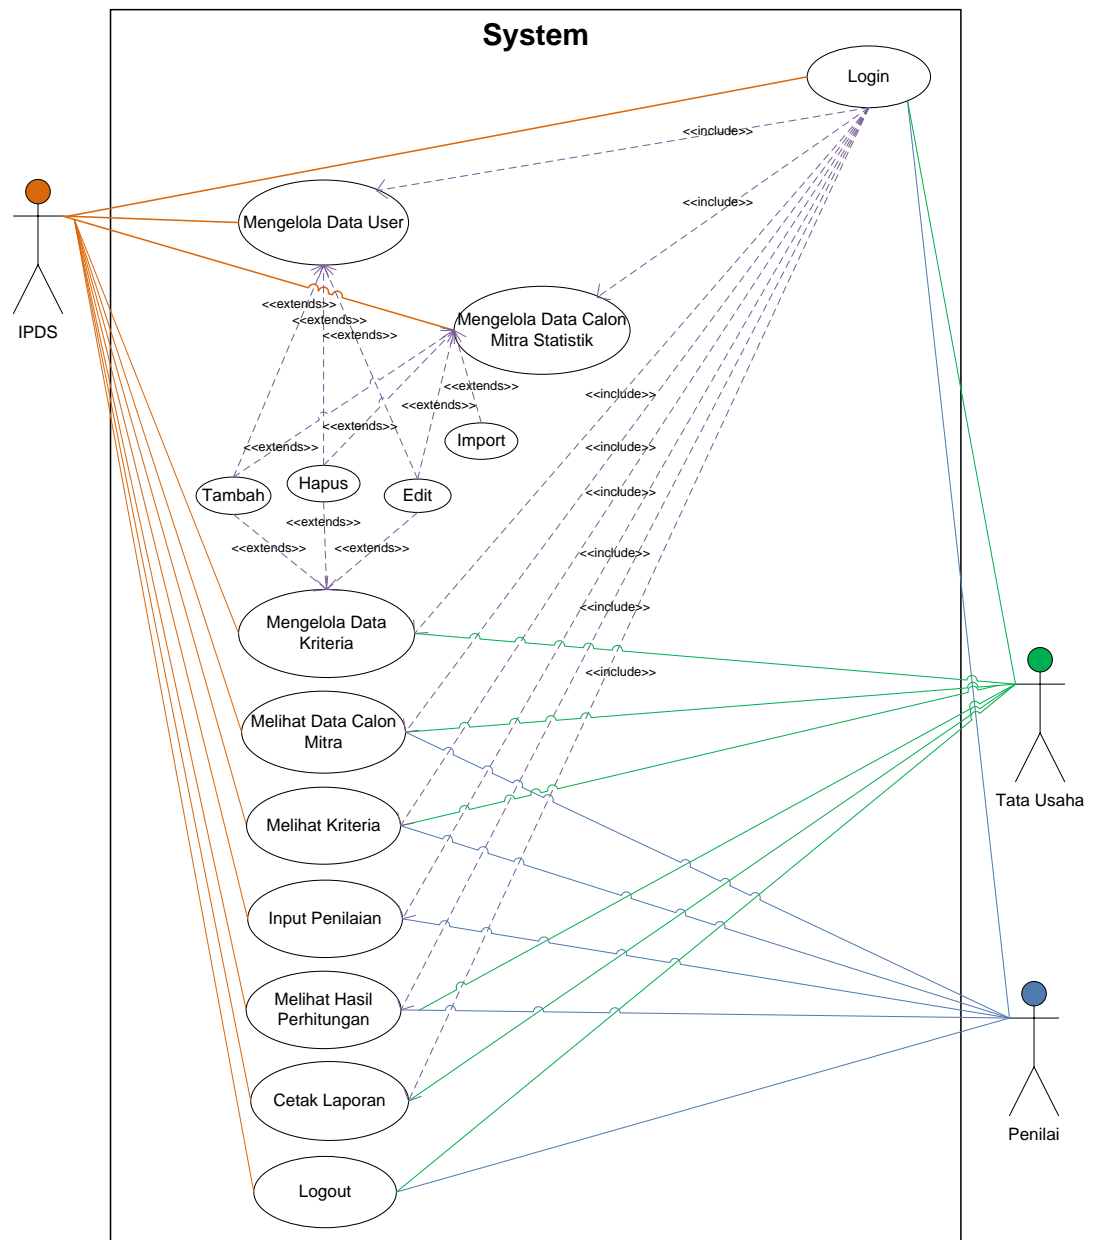 System
Login
<<include>>
IPDS
Mengelola Data User
<<include>>
<<extends>>
<<extends>>
<<extends>>
Mengelola Data Calon
Mitra Statistik
<<extends>>
<<include>>
<<extends>>
<<extends>>
<<extends>>
<<include>>
Import
Tambah
Hapus
Edit
<<include>>
<<extends>>
<<extends>>
<<extends>>
<<include>>
Mengelola Data
Kriteria
<<include>>
<<include>>
Melihat Data Calon
Mitra
Tata Usaha
Melihat Kriteria
Input Penilaian
Melihat Hasil
Perhitungan
Penilai
Cetak Laporan
Logout